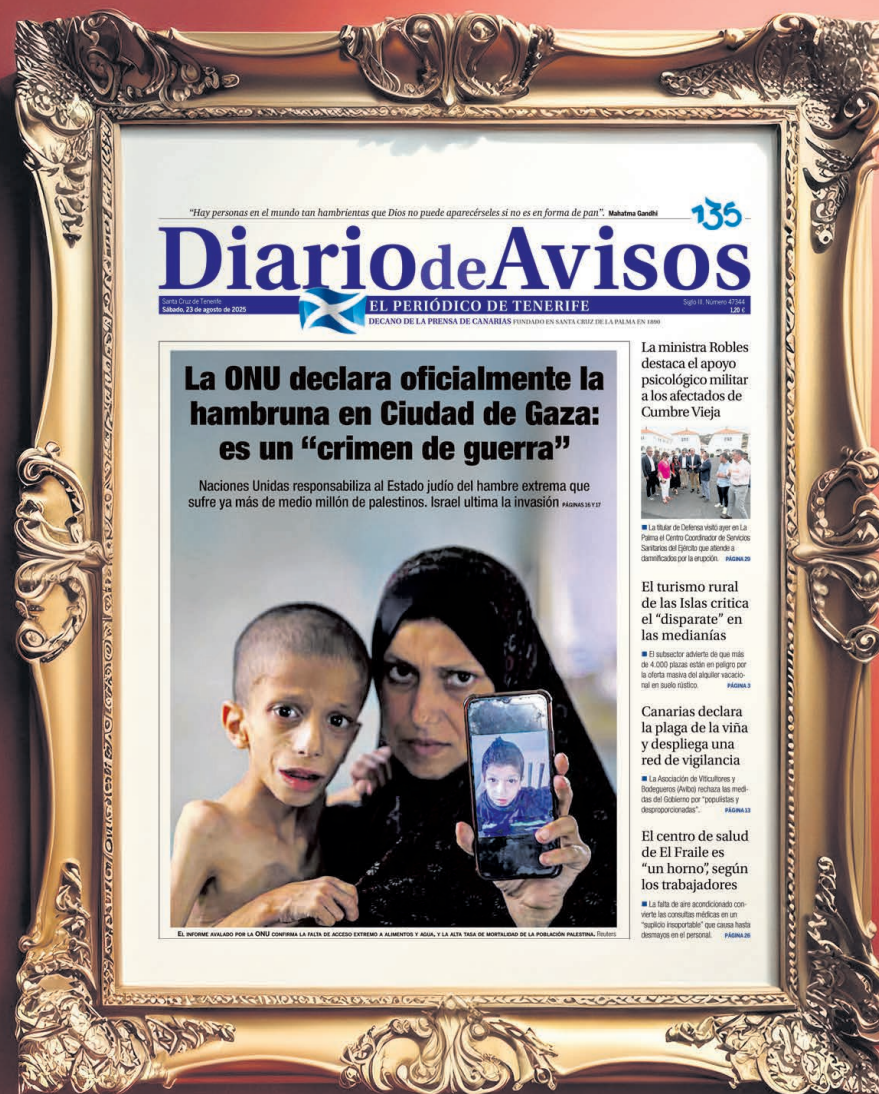 “Hay personas en el mundo tan hambrientas que Dios no puede aparecérseles si no es en forma de pan”. Mahatma Gandhi
135
Diario de Avisos
Santa Cruz de Tenerife
Sábado, 23 de agosto de 2025
EL PERIÓDICO DE TENERIFE
Siglo III. Número 47344
1,20 €
DECANO DE LA PRENSA DE CANARIAS FUNDADO EN SANTA CRUZ DE LA PALMA EN 1890
La ONU declara oficialmente la
hambruna en Ciudad de Gaza:
es un “crimen de guerra”
Naciones Unidas responsabiliza al Estado judío del hambre extrema que
sufre ya más de medio millón de palestinos. Israel ultima la invasión PÁGINAS 16 Y 17
EL INFORME AVALADO POR LA ONU CONFIRMA LA FALTA DE ACCESO EXTREMO A ALIMENTOS Y AGUA, Y LA ALTA TASA DE MORTALIDAD DE LA POBLACIÓN PALESTINA. Reuters
La ministra Robles
destaca el apoyo
psicológico militar
a los afectados de
Cumbre Vieja
La titular de Defensa visitó ayer en La
Palma el Centro Coordinador de Servicios
Sanitarios del Ejército que atiende a
damnificados por la erupción. PÁGINA 29
El turismo rural
de las Islas critica
el “disparate” en
las medianías
El subsector advierte de que más
de 4.000 plazas están en peligro por
la oferta masiva del alquiler vacacio-
nal en suelo rústico. PÁGINA 3
Canarias declara
la plaga de la viña
y despliega una
red de vigilancia
La Asociación de Viticultores y
Bodegueros (Avibo) rechaza las medi-
das del Gobierno por “populistas y
desproporcionadas”. PÁGINA 13
El centro de salud
de El Fraile es
“un horno”, según
los trabajadores
La falta de aire acondicionado con-
vierte las consultas médicas en un
“suplicio insoportable” que causa hasta
desmayos en el personal. PÁGINA 26